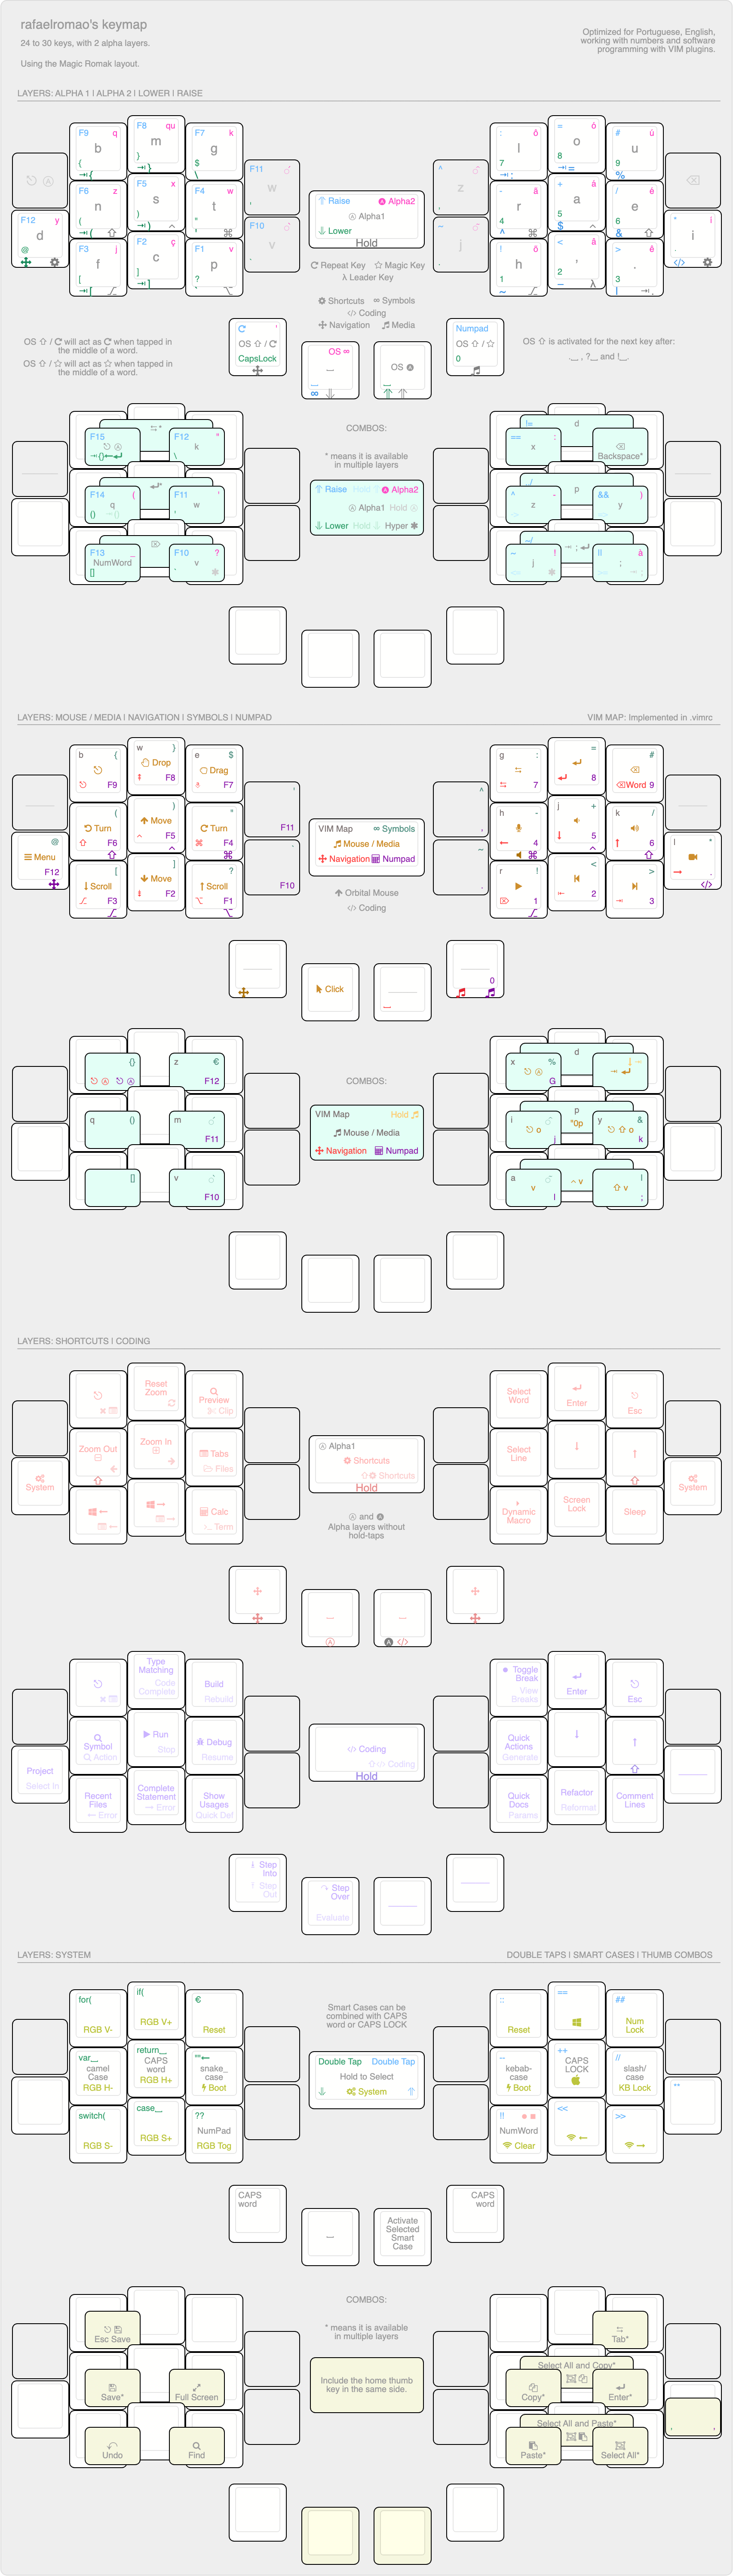 rafaelromao's keymap
24 to 30 keys, with 2 alpha layers.
Using the Magic Romak layout.
Optimized for Portuguese, English,
working with numbers and software
programming with VIM plugins.
LAYERS: ALPHA 1 | ALPHA 2 | LOWER | RAISE
F9 q F8 qu F7 k
b m g
{ } $ \
F11
w
'
F6 z F5 x F4 t w
n s
( ) "
F10
v
.
F12 y
d
@
F3 j F2 ç F1 v
f c p
[ ] ? `
Raise Alpha2
Alpha1
Lower
Hold
Repeat Key Magic Key
λ Leader Key
Shortcuts ∞ Symbols
</> Coding
Navigation Media
: õ = ó # ú
l o u
7 8 9
: = %
^
z
,
- ã + à / é
r a e
4 5 6
^ $ &
~
j
.
* í
i
.
</>
! ô < â > ê
h ' .
1 2 3
~ _ λ |
OS ⇧ / will act as when tapped in
the middle of a word.
OS ⇧ / ☆ will act as ☆ when tapped in
the middle of a word.
OS ⇧ /
CapsLock
OS ∞
∞
OS
Numpad
OS ⇧ / ☆
0
OS ⇧ is activated for the next key after:
., ?_ and !_.
COMBOS:
* means it is available
in multiple layers
Raise Hold Alpha2
Alpha1 Hold
Lower Hold Hyper
F15
F12 "
k
\
F14 (
q
()
F11 '
w
'
F13 _
NumWord
[]
F10 ?
v
.
!= d
== :
x
Backspace*
^ "
z
-
p
&& )
y
~/
~ !
j
; ↵
|| à
;
LAYERS: MOUSE / MEDIA | NAVIGATION | SYMBOLS | NUMPAD
VIM MAP: Implemented in .vimrc
b { w } e $
Drop Drag
F9 F8 F7
'
F11
( ) "
Turn Move Turn
F6 F5 F4
`
F10
@
Menu
F12
[ ] ?
Scroll Move Scroll
F3 F2 F1
VIM Map ∞ Symbols
Mouse / Media
Navigation Numpad
Orbital Mouse
</> Coding
g : = #
7 8 Word 9
^
,
h - j + k /
4 5 6
~
.
l *
.
</>
r ! < >
1 2 3
Click
0
COMBOS:
VIM Map Hold
Mouse / Media
Navigation Numpad
{} z €
F12
q () m
F11
[] v
F10
d
x %
G
p
"0p
i
o
j
y &
o
k
a
v
l
^ v
|
v
;
LAYERS: SHORTCUTS | CODING
Reset
Zoom
Preview
Clip
Zoom Out
Zoom In
Tabs
Files
System
Calc
Term
Alpha1
Shortcuts
Shortcuts
Hold
Ⓐ and
Alpha layers without
hold-taps
Select
Word
Enter
Esc
Select
Line
↓
↑
System
Dynamic
Macro
Screen
Lock
Sleep
</>
Type
Matching
Code
Complete
Build
Rebuild
Symbol
Action
Run
Stop
Debug
Resume
Project
Select In
Recent
Files
Error
Complete
Statement
Error
Show
Usages
Quick Def
</> Coding
</> Coding
Hold
Toggle
Break
View
Breaks
Enter
Esc
Quick
Actions
Generate
↓
↑
Quick
Docs
Params
Refactor
Reformat
Comment
Lines
Step
Into
Step
Out
Step
Over
Evaluate
LAYERS: SYSTEM
DOUBLE TAPS | SMART CASES | THUMB COMBOS
for( if( €
RGB V- RGB V+ Reset
var_
camel
Case
RGB H-
return_
CAPS
word
RGB H+
snake_
case
Boot
switch(
RGB S-
case_
RGB S+
??
NumPad
RGB Tog
Smart Cases can be
combined with CAPS
word or CAPS LOCK
Double Tap Double Tap
Hold to Select
System
::
Reset
==
##
Num
Lock
--
kebab-
case
Boot
++
CAPS
LOCK
//
slash/
case
KB Lock
**
!!
NumWord
Clear
<<
>>
CAPS
word
Activate
Selected
Smart
Case
CAPS
word
COMBOS:
* means it is available
in multiple layers
Include the home thumb
key in the same side.
Esc Save
Save*
Full Screen
Undo
Find
Tab*
Select All and Copy*
Copy*
Enter*
Select All and Paste*
Paste*
Select All*
, ,